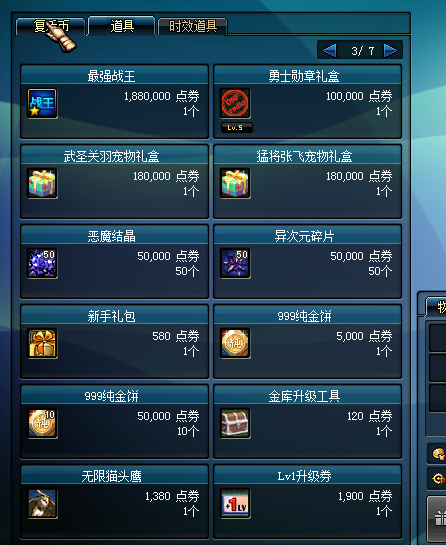 复活币 道具 时效道具
3/ 7
最强战王 勇士勋章礼盒
战王 1,880,000 点券 DNF 100,000 点券
1个 1个
Lv.5
武圣关羽宠物礼盒 猛将张飞宠物礼盒
180,000 点券 180,000 点券
1个 1个
恶魔结晶 异次元碎片
50 50,000 点券 50 50,000 点券
50个 50个
新手礼包 999纯金饼
580 点券 5,000 点券
1个 1个
999纯金饼 金库升级工具
10 50,000 点券 120 点券
10个 1个
无限猫头鹰 Lv1升级券
1,380 点券 +1LV 1,900 点券
1个 1个